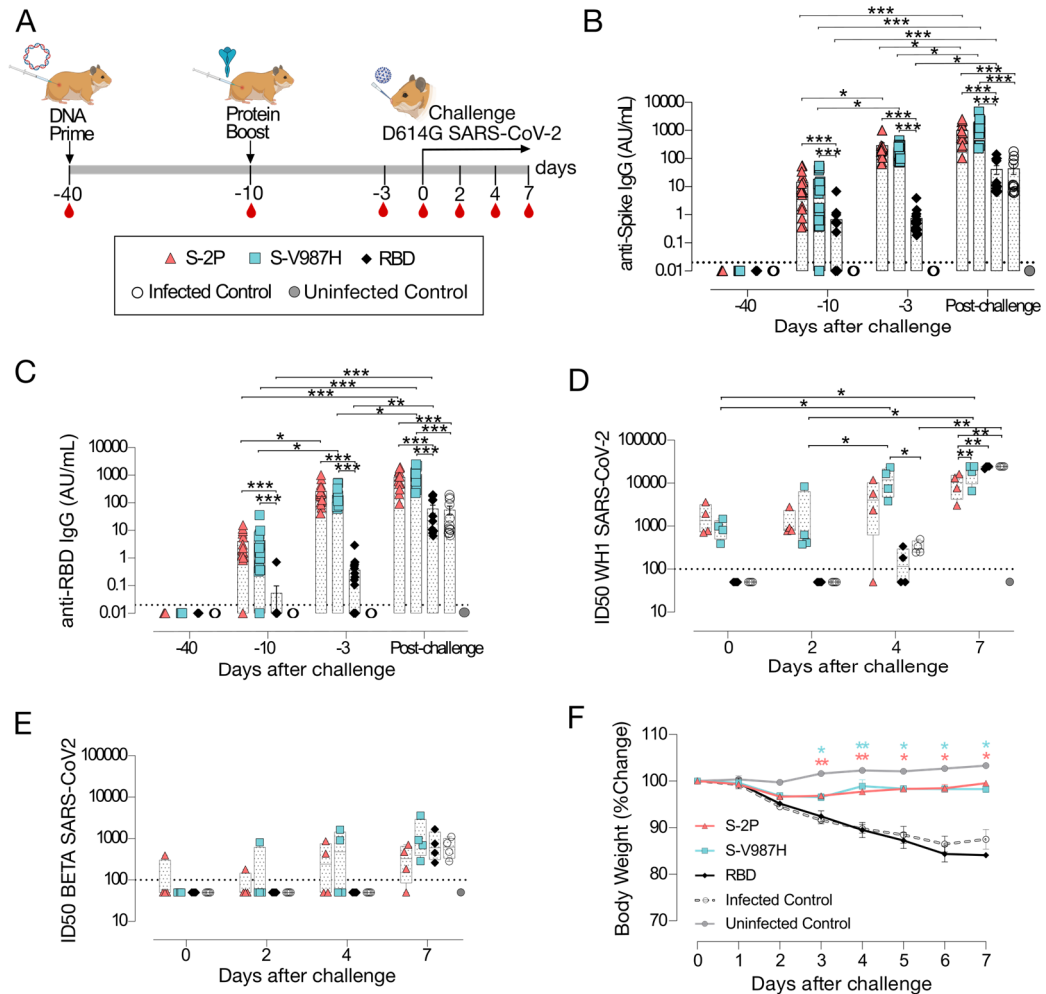 A
DNA
Prime
Protein
Boost
Challenge
D614G SARS-CoV-2
days
-40
-10
-3
0
2
4
7
S-2P
S-V987H
RBD
Infected Control
Uninfected Control
B
***
***
***
*
*
*
***
***
***
***
*
*
***
***
***
***
anti-Spike IgG (AU/mL)
10000
1000
100
10
1
0.1
0.01
-40
-10
-3
Post-challenge
Days after challenge
C
***
***
***
**
*
***
***
***
***
*
*
***
***
***
***
anti-RBD IgG (AU/mL)
10000
1000
100
10
1
0.1
0.01
-40
-10
-3
Post-challenge
Days after challenge
D
*
*
*
**
**
*
**
*
**
ID50 WH1 SARS-CoV-2
100000
10000
1000
100
10
0
2
4
7
Days after challenge
E
ID50 BETA SARS-CoV2
100000
10000
1000
100
10
0
2
4
7
Days after challenge
F
* ** * * *
** ** * * *
Body Weight (%Change)
110
100
90
80
70
S-2P
S-V987H
RBD
Infected Control
Uninfected Control
0 1 2 3 4 5 6 7
Days after challenge